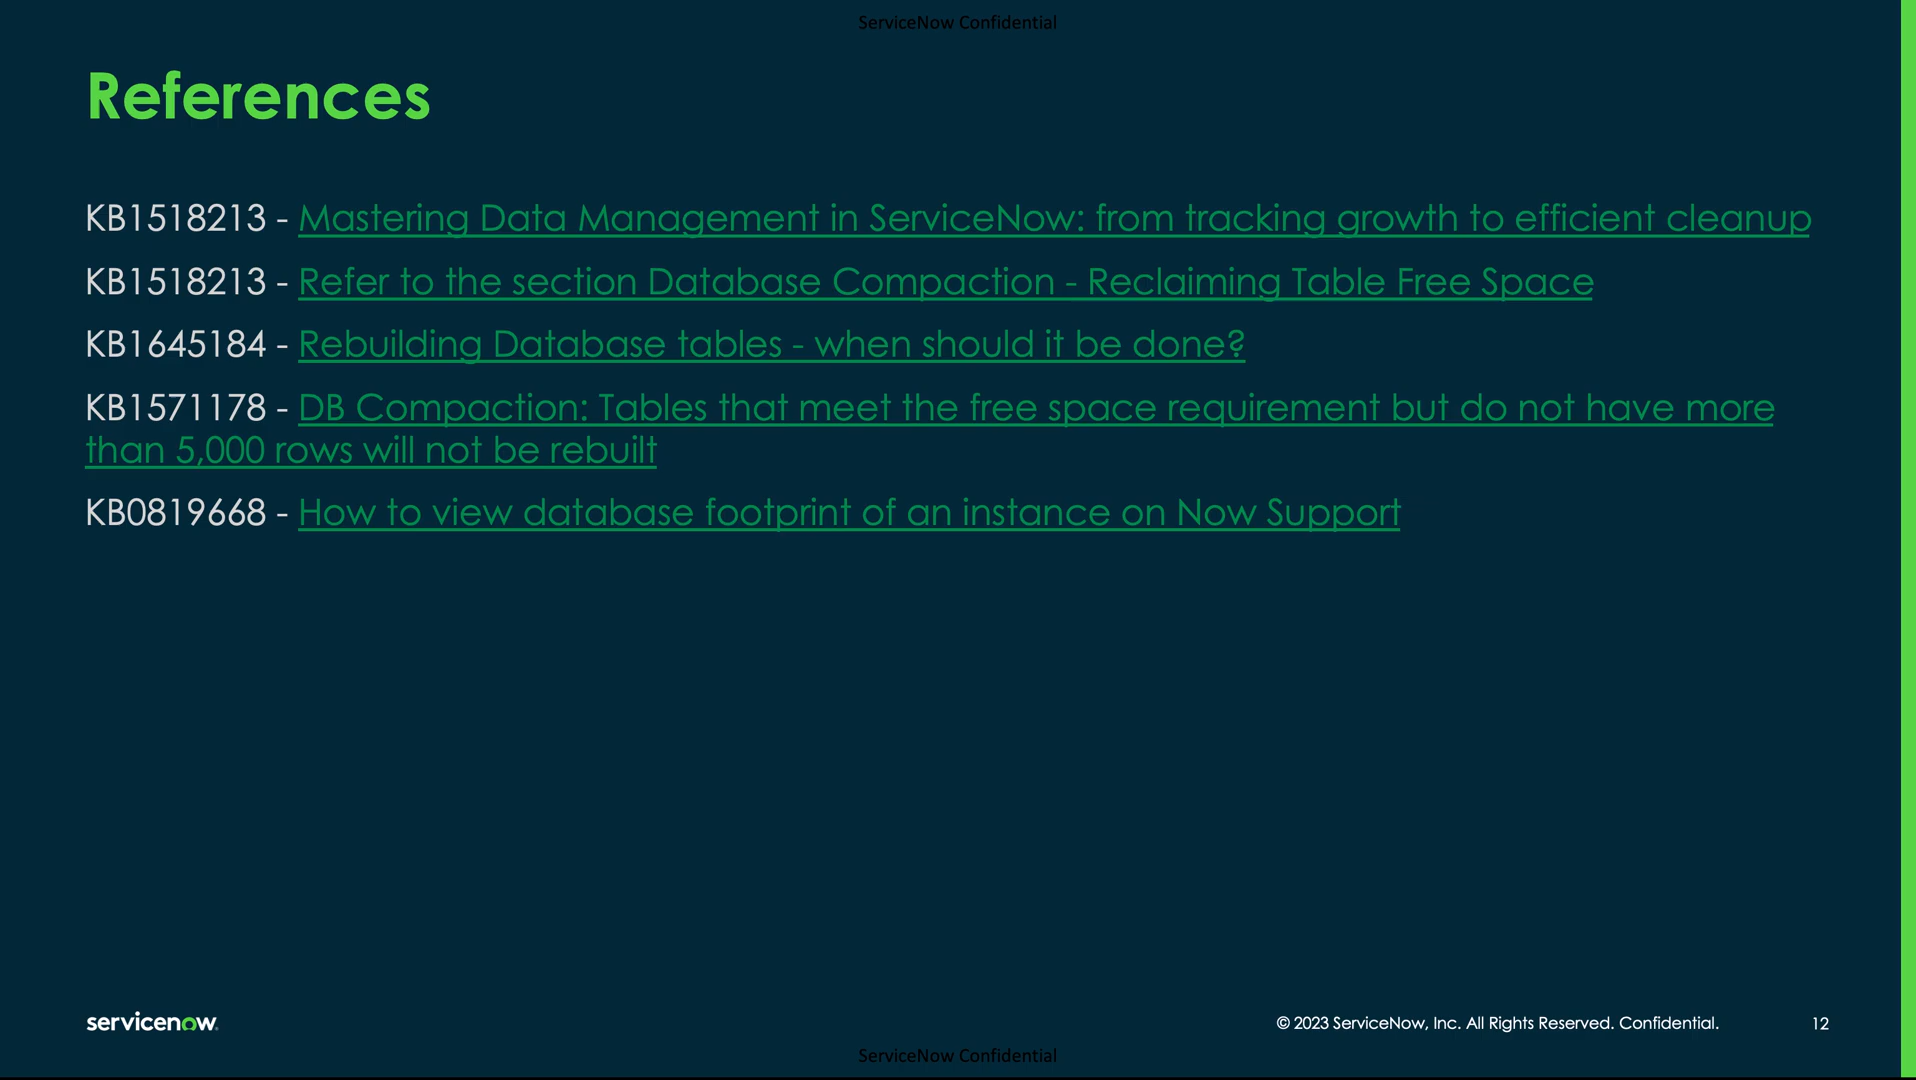 ServiceNow Confidential
References
KB1518213 - Mastering Data Management in ServiceNow: from tracking growth to efficient cleanup
KB1518213 - Refer to the section Database Compaction - Reclaiming Table Free Space
KB1645184 - Rebuilding Database tables - when should it be done?
KB1571178 - DB Compaction: Tables that meet the free space requirement but do not have more
than 5,000 rows will not be rebuilt
KB0819668 - How to view database footprint of an instance on Now Support
servicenow.
© 2023 ServiceNow, Inc. All Rights Reserved. Confidential.
12
ServiceNow Confidential